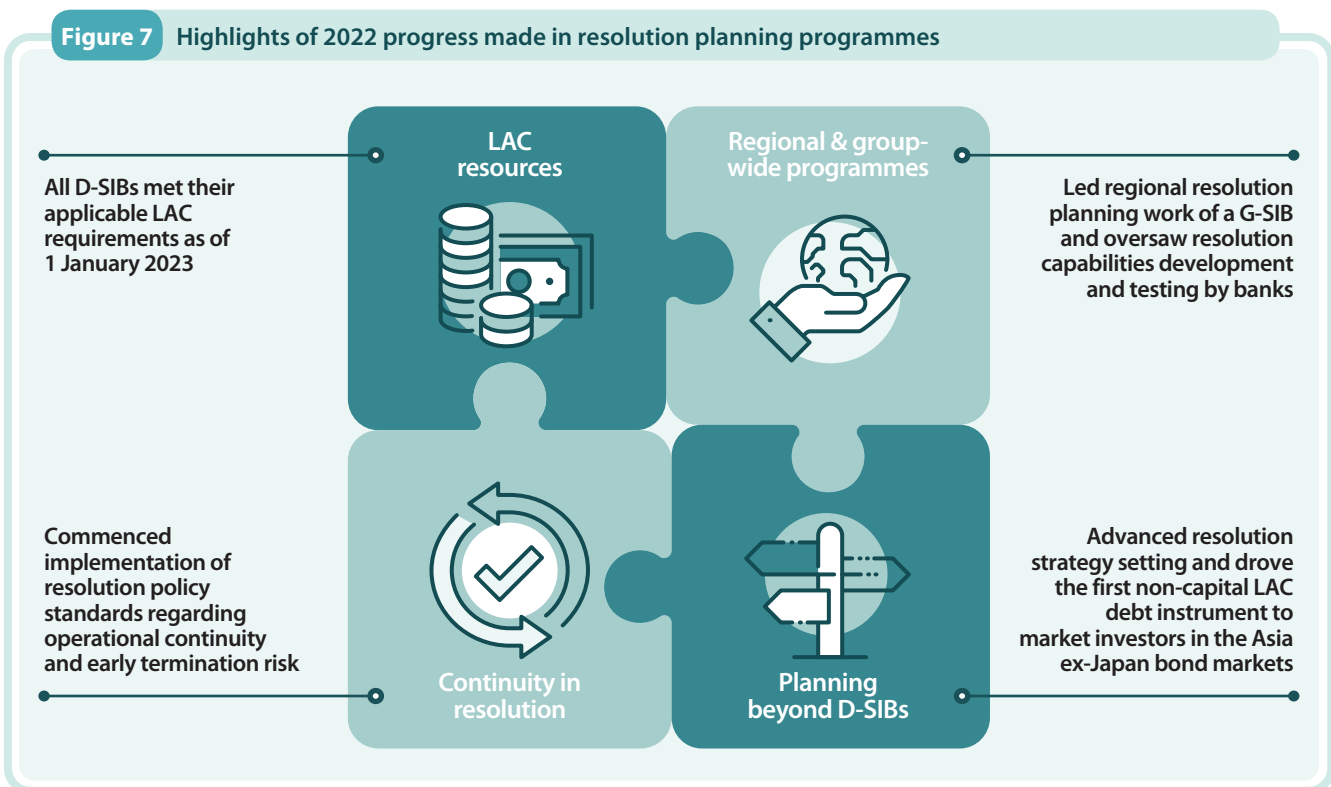 Figure 7 Highlights of 2022 progress made in resolution planning programmes
LAC
resources
All D-SIBs met their
applicable LAC
requirements as of
1 January 2023
Regional & group-
wide programmes
Led regional resolution
planning work of a G-SIB
and oversaw resolution
capabilities development
and testing by banks
Commenced
implementation of
resolution policy
standards regarding
operational continuity
and early termination risk
Continuity in
resolution
Planning
beyond D-SIBs
Advanced resolution
strategy setting and drove
the first non-capital LAC
debt instrument to
market investors in the Asia
ex-Japan bond markets